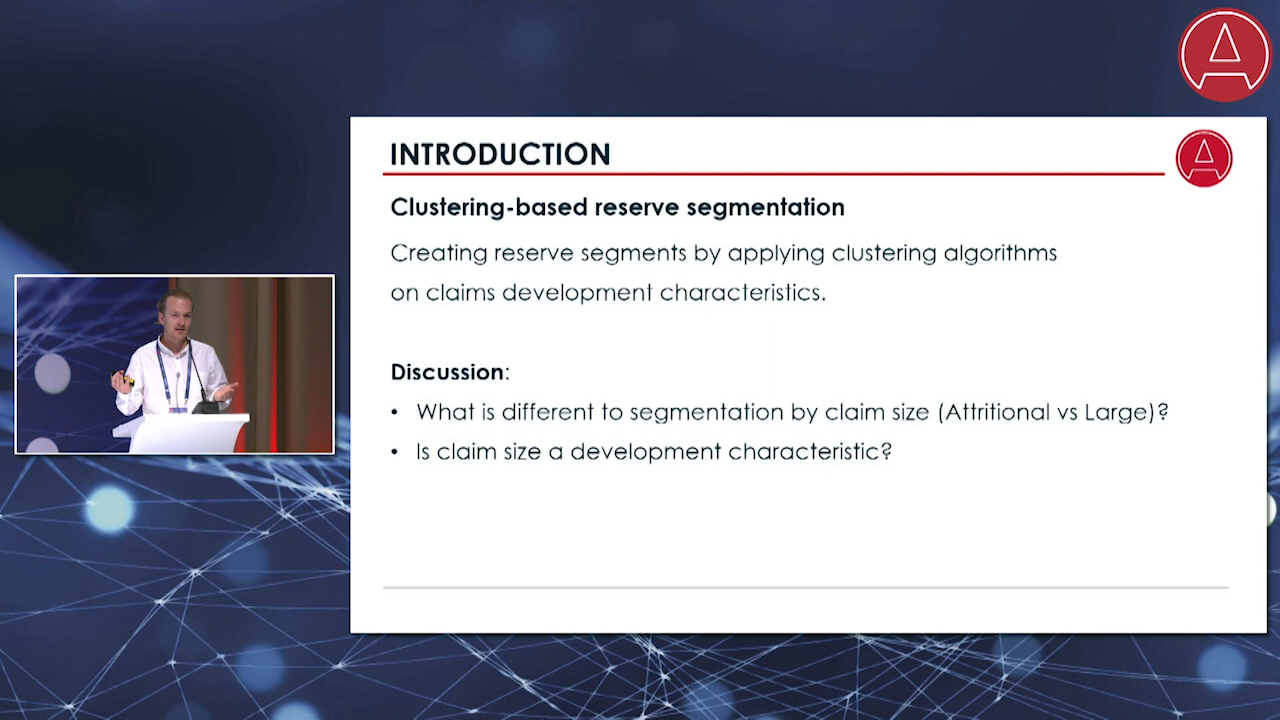 INTRODUCTION
Clustering-based reserve segmentation
Creating reserve segments by applying clustering algorithms
on claims development characteristics.
Discussion:
• What is different to segmentation by claim size (Attritional vs Large)?
• Is claim size a development characteristic?